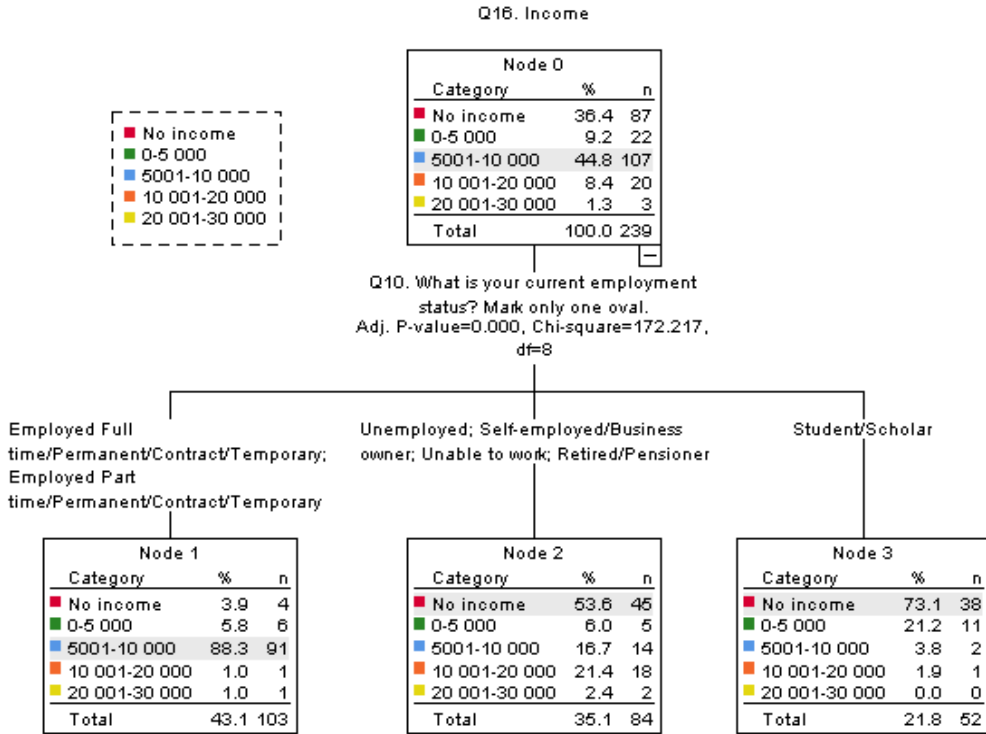 Q16. Income
Node 0
Category % n
No income 36.4 87
0-5 000 9.2 22
5001-10 000 44.8 107
10 001-20 000 8.4 20
20 001-30 000 1.3 3
Total 100.0 239
No income
0-5 000
5001-10 000
10 001-20 000
20 001-30 000
Q10. What is your current employment
status? Mark only one oval.
Adj. P-value=0.000, Chi-square=172.217,
df=8
Employed Full
time/Permanent/Contract/Temporary;
Employed Part
time/Permanent/Contract/Temporary
Unemployed; Self-employed/Business
owner; Unable to work; Retired/Pensioner
Student/Scholar
Node 1
Category % n
No income 3.9 4
0-5 000 5.8 6
5001-10 000 88.3 91
10 001-20 000 1.0 1
20 001-30 000 1.0 1
Total 43.1 103
Node 2
Category % n
No income 53.6 45
0-5 000 6.0 5
5001-10 000 16.7 14
10 001-20 000 21.4 18
20 001-30 000 2.4 2
Total 35.1 84
Node 3
Category % n
No income 73.1 38
0-5 000 21.2 11
5001-10 000 3.8 2
10 001-20 000 1.9 1
20 001-30 000 0.0 0
Total 21.8 52